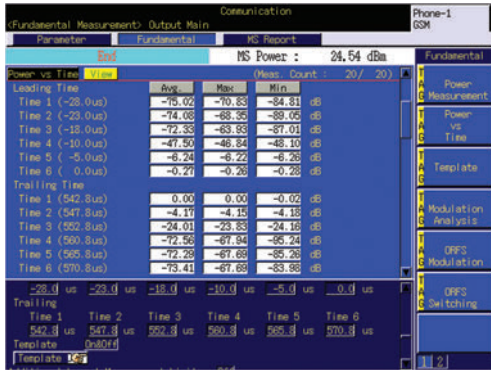 Communication
Phone-1
<Fundamental Measurement> Output Main
GSM
Parameter Fundamental MS Report
End MS Power : 24.54 dBm Fundamental
Power vs Time View (Meas. Count : 20/ 20)
Leading Time Avg. Max Min
Time 1 (-28.0us) -75.02 -70.83 -84.81 dB
Time 2 (-23.0us) -74.08 -68.35 -89.05 dB
Time 3 (-18.0us) -72.33 -63.93 -87.01 dB
Time 4 (-10.0us) -47.50 -46.84 -48.10 dB
Time 5 ( -5.0us) -6.24 -6.22 -6.26 dB
Time 6 ( 0.0us) -0.27 -0.26 -0.28 dB
Trailing Time
Time 1 (542.8us) 0.00 0.00 -0.02 dB
Time 2 (547.8us) -4.17 -4.15 -4.18 dB
Time 3 (552.8us) -24.01 -23.83 -24.16 dB
Time 4 (560.8us) -72.56 -67.94 -95.24 dB
Time 5 (565.8us) -72.29 -67.69 -85.26 dB
Time 6 (570.8us) -73.41 -67.69 -83.98 dB
-28.0 us -23.0 us -18.0 us -10.0 us -5.0 us 0.0 us
Trailing
Time 1 Time 2 Time 3 Time 4 Time 5 Time 6
542.8 us 547.8 us 552.8 us 560.8 us 565.8 us 570.8 us
Template On&Off
Template
TAG Power Measurement
TAG Power vs Time
TAG Template
TAG Modulation Analysis
TAG ORFS Modulation
TAG ORFS Switching
1 2